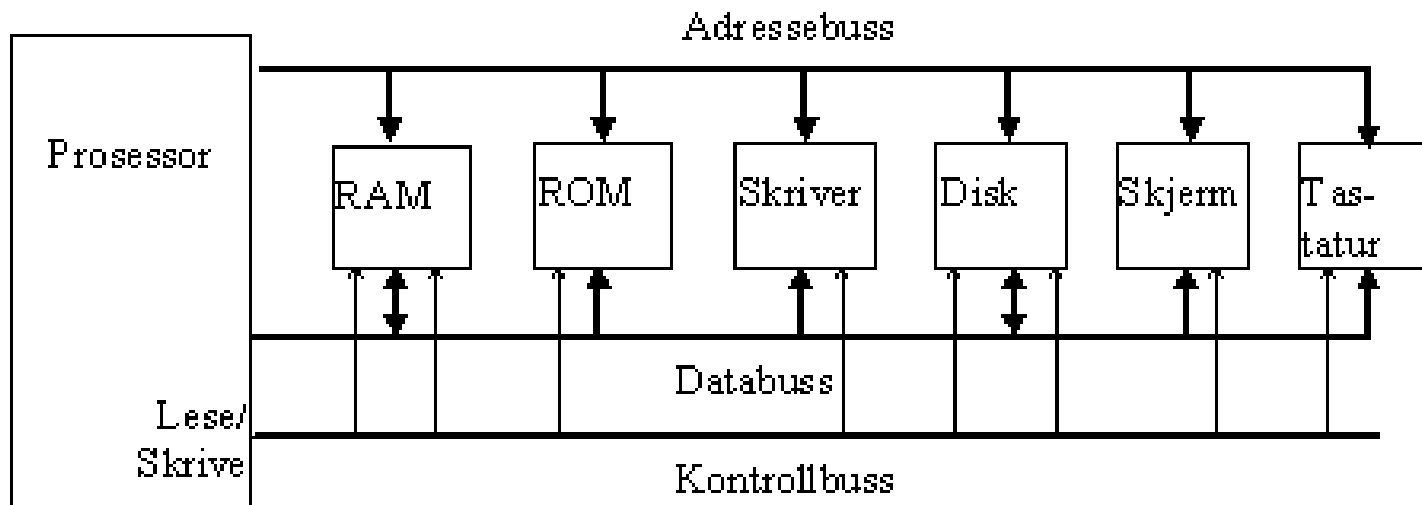 Adressebuss
Prosessor
RAM
ROM
Skriver
Disk
Skjerm
Tas-
tatur
Databuss
Lese/
Skrive
Kontrollbuss